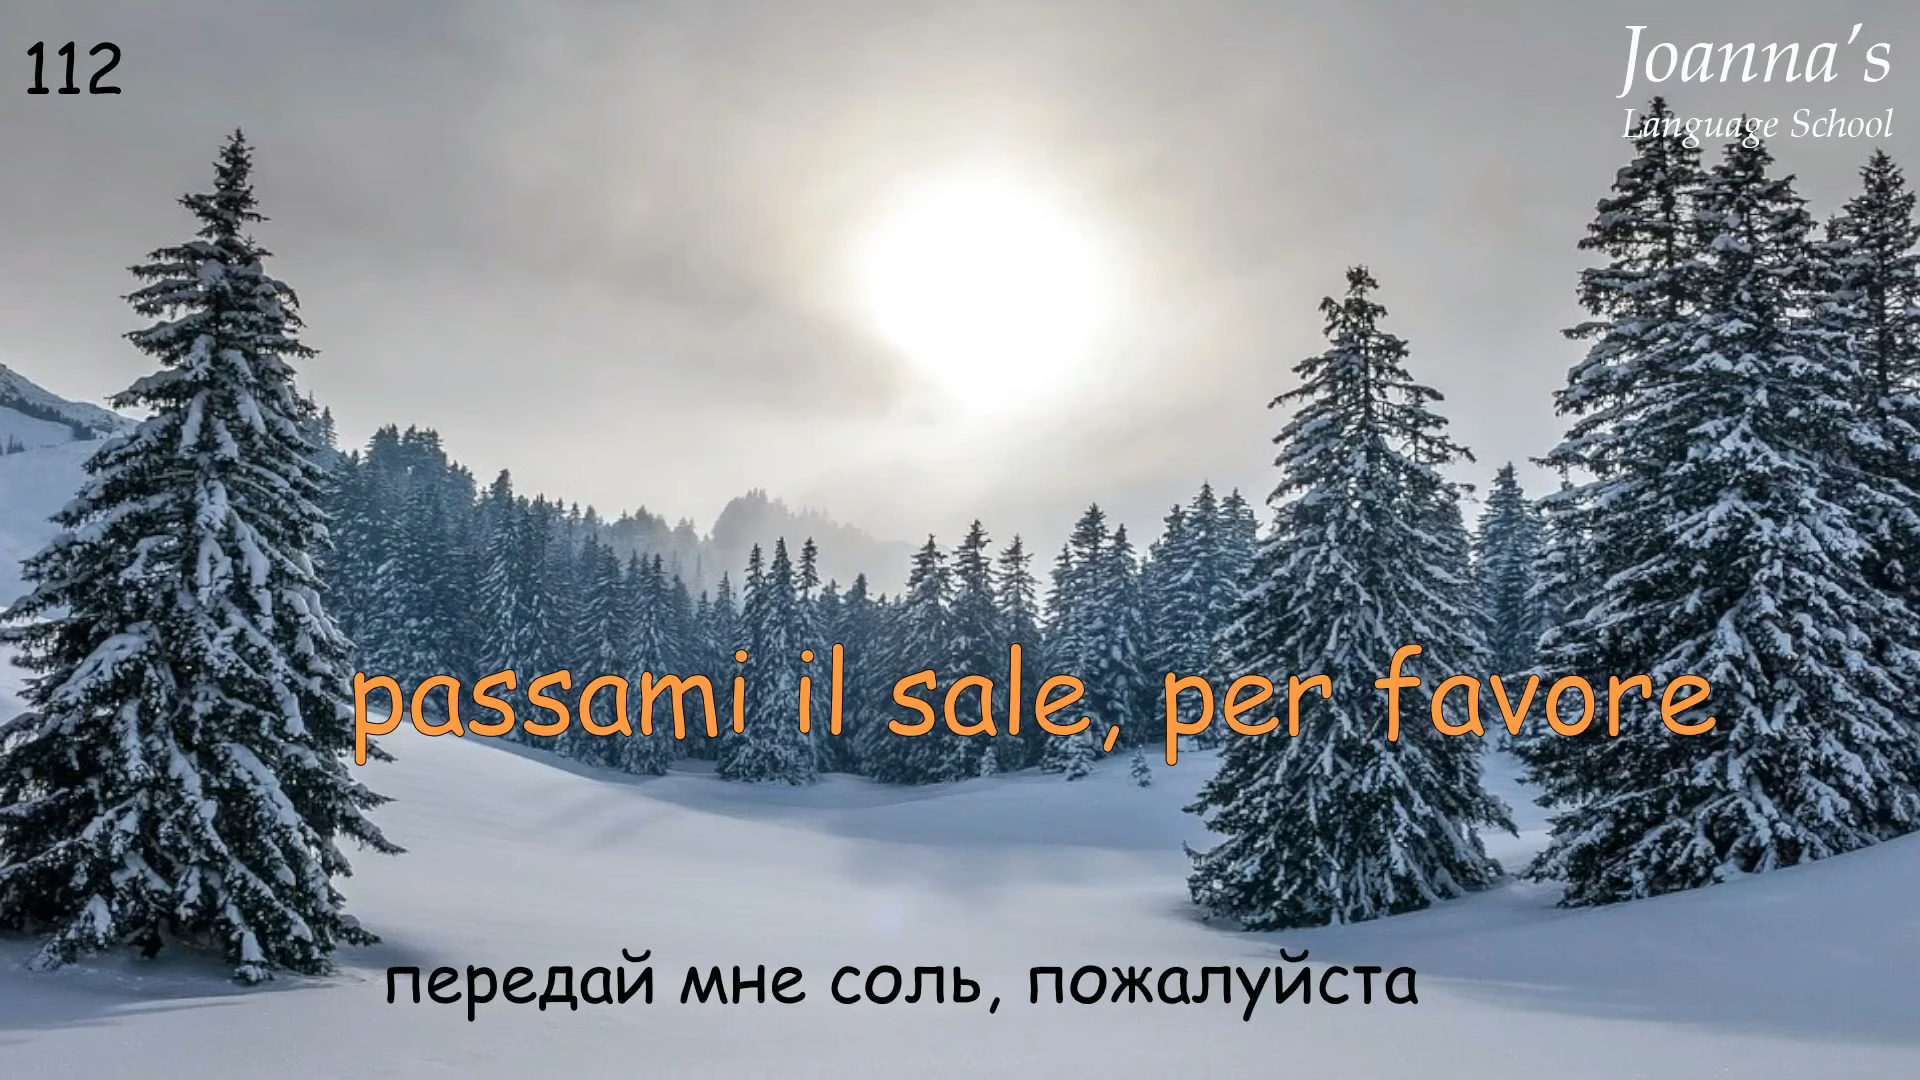 112
Joanna's
Language School
passami il sale, per favore
передай мне соль, пожалуйста